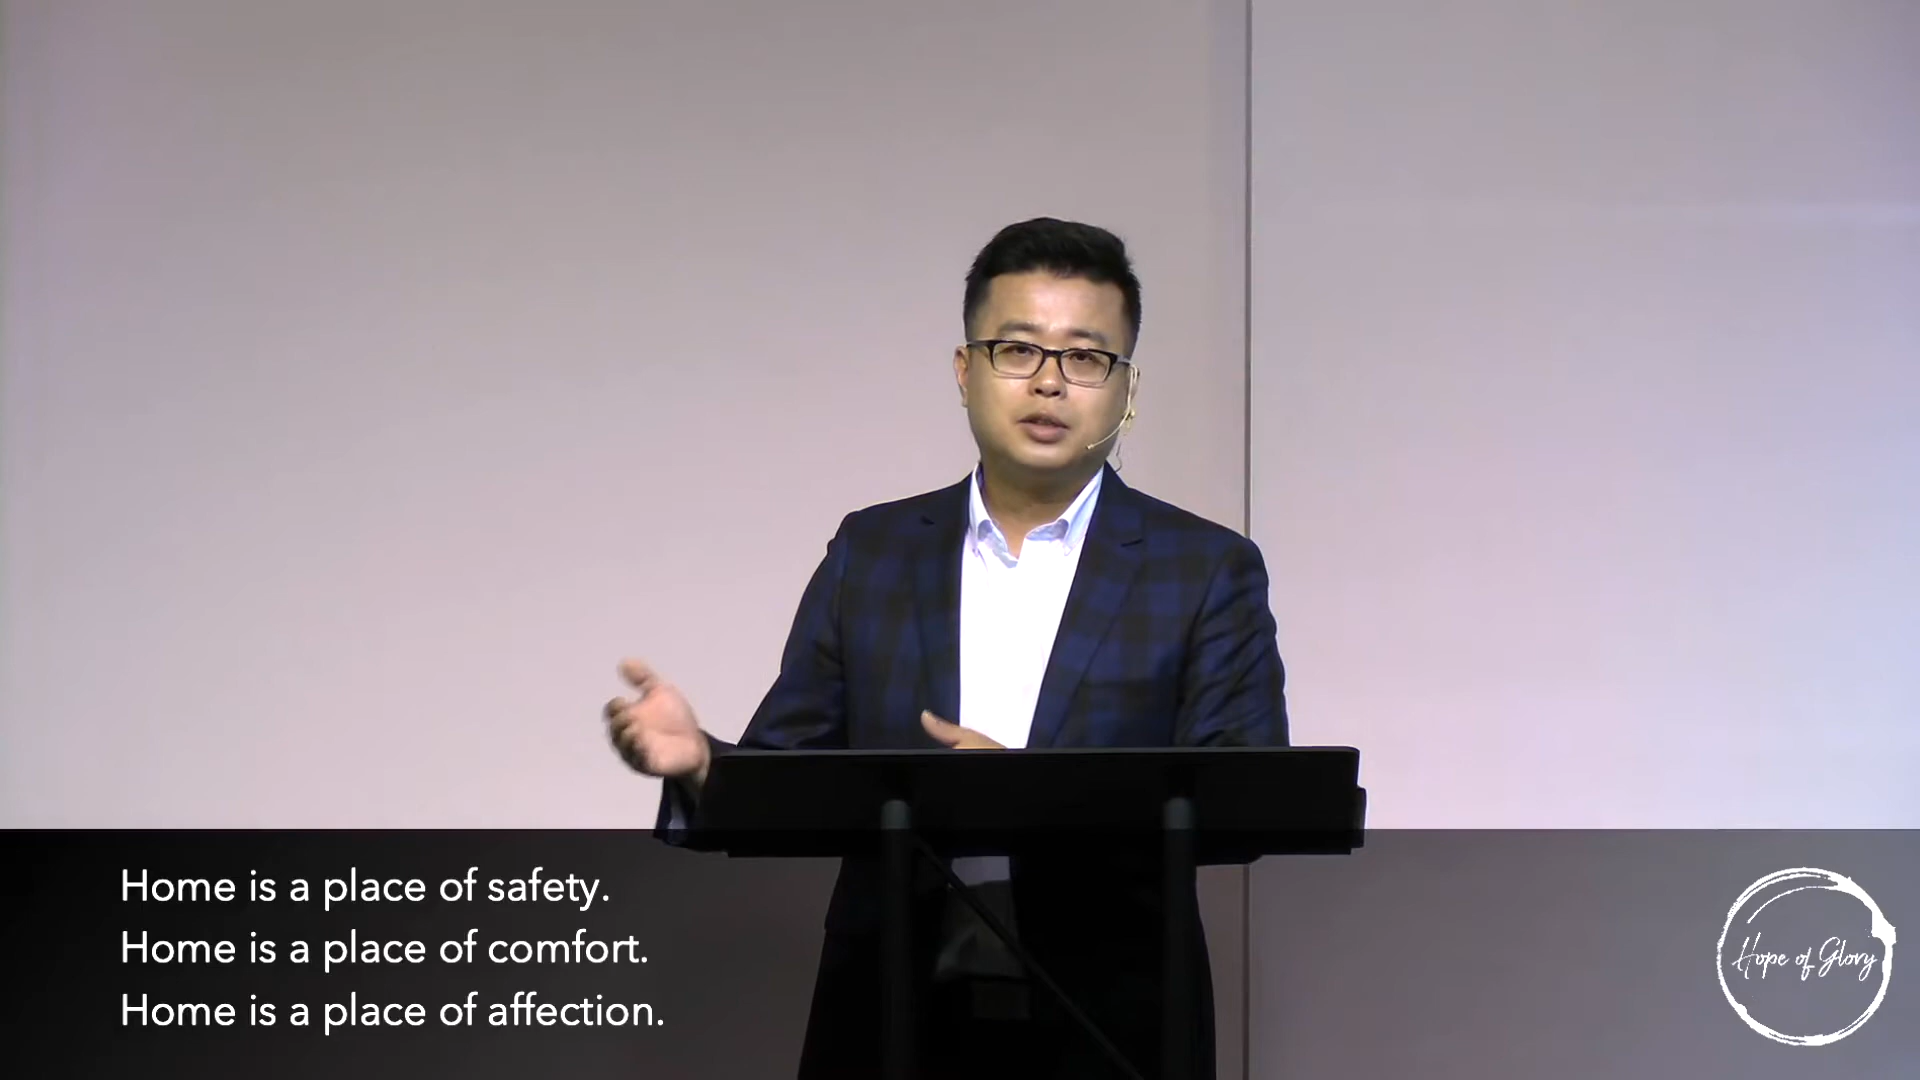 Home is a place of safety.
Home is a place of comfort.
Home is a place of affection.
Hope of Glory